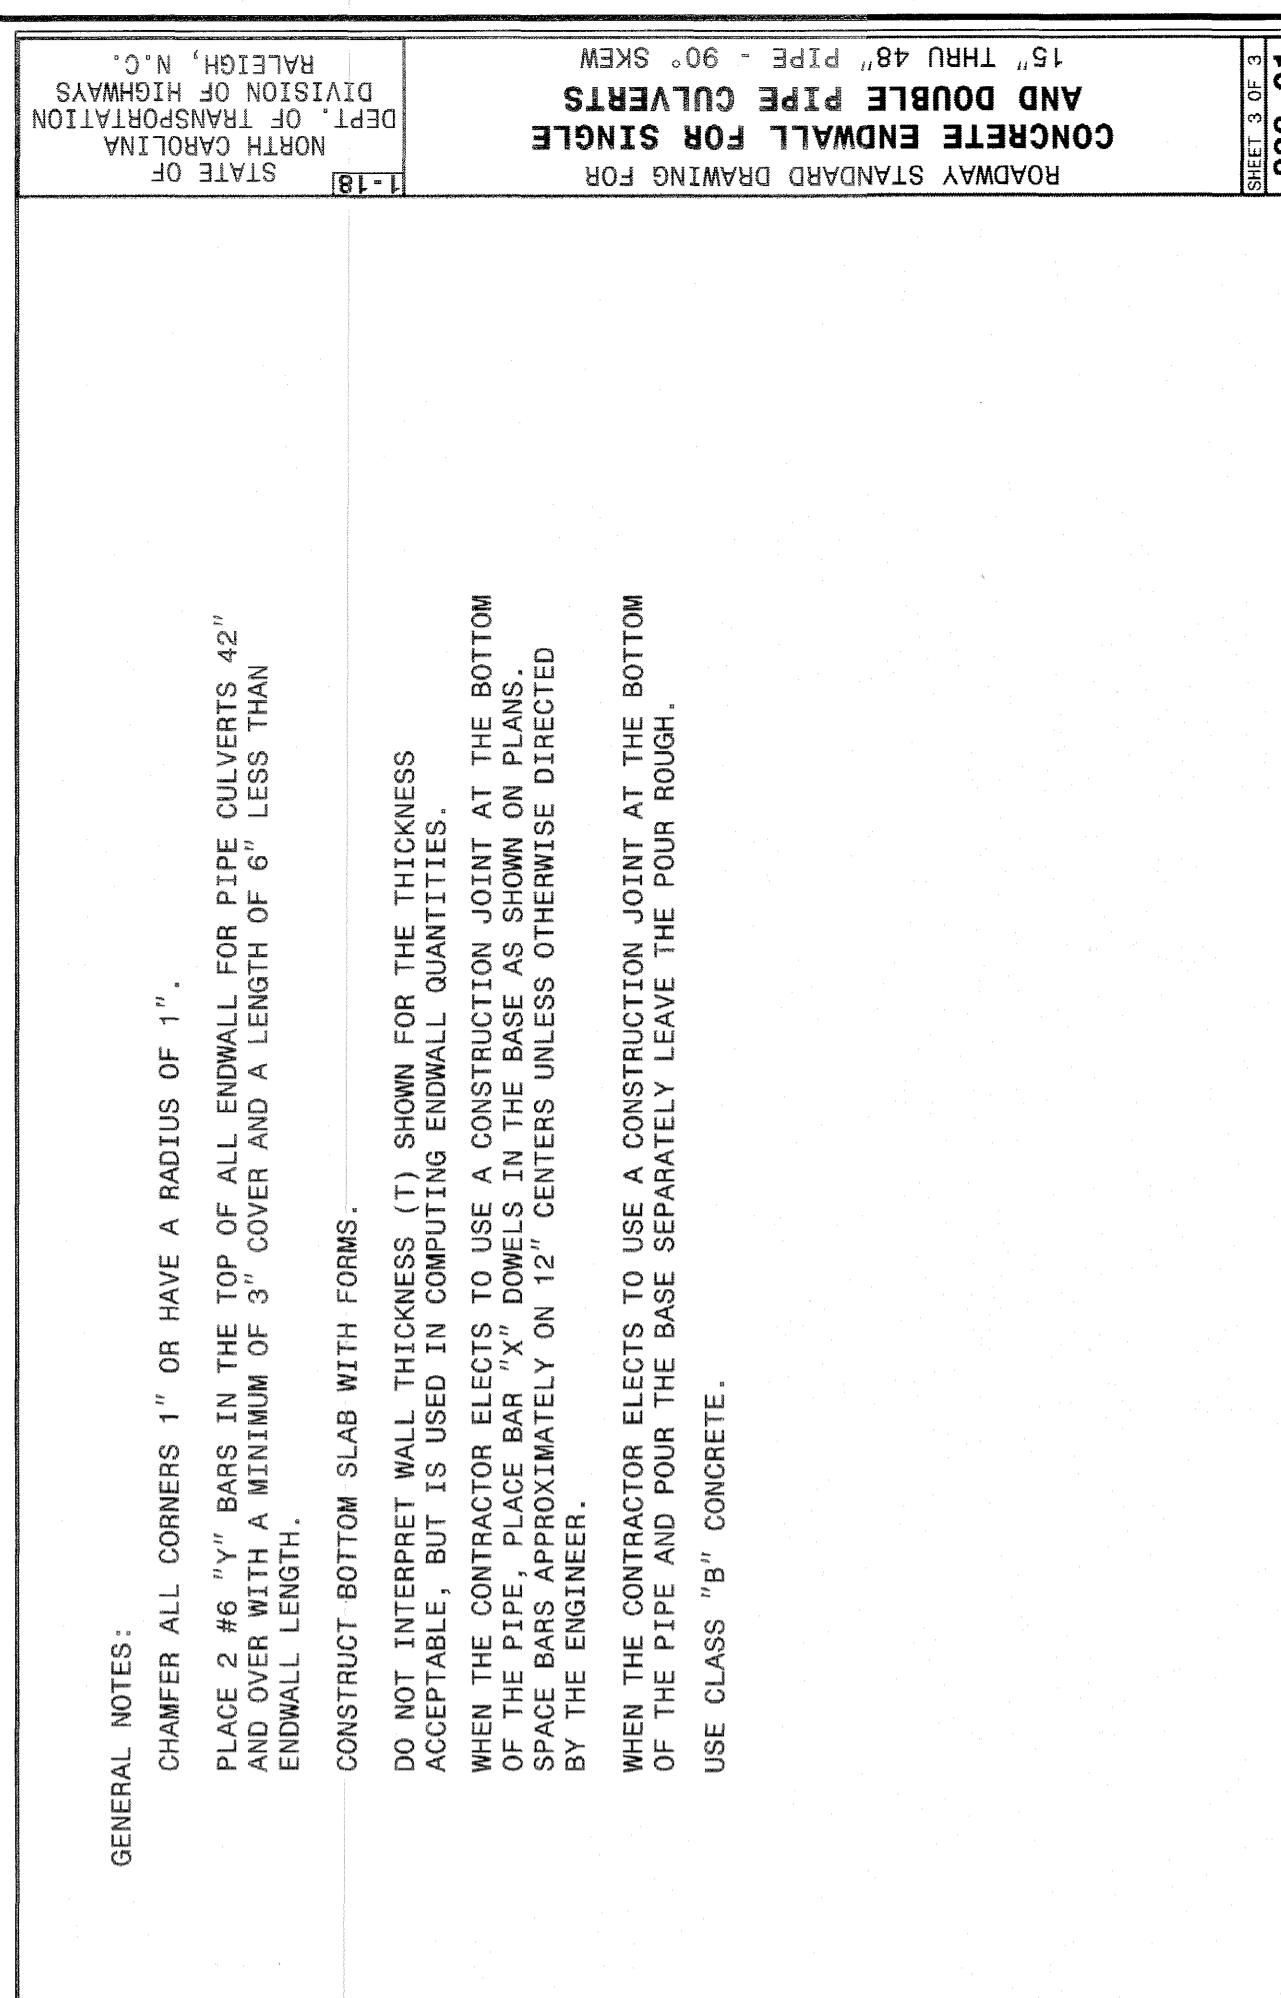 STATE OF
NORTH CAROLINA
DEPT. OF TRANSPORTATION
DIVISION OF HIGHWAYS
RALEIGH, N.C.
1-18
ROADWAY STANDARD DRAWING FOR
CONCRETE ENDWALL FOR SINGLE
AND DOUBLE PIPE CULVERTS
15" THRU 48" PIPE - 90° SKEW
SHEET 3 OF 3
GENERAL NOTES:
CHAMFER ALL CORNERS 1" OR HAVE A RADIUS OF 1".
PLACE 2 #6 "Y" BARS IN THE TOP OF ALL ENDWALL FOR PIPE CULVERTS 42"
AND OVER WITH A MINIMUM OF 3" COVER AND A LENGTH OF 6" LESS THAN
ENDWALL LENGTH.
CONSTRUCT BOTTOM SLAB WITH FORMS.
DO NOT INTERPRET WALL THICKNESS (T) SHOWN FOR THE THICKNESS
ACCEPTABLE, BUT IS USED IN COMPUTING ENDWALL QUANTITIES.
WHEN THE CONTRACTOR ELECTS TO USE A CONSTRUCTION JOINT AT THE BOTTOM
OF THE PIPE, PLACE BAR "X" DOWELS IN THE BASE AS SHOWN ON PLANS.
SPACE BARS APPROXIMATELY ON 12" CENTERS UNLESS OTHERWISE DIRECTED
BY THE ENGINEER.
WHEN THE CONTRACTOR ELECTS TO USE A CONSTRUCTION JOINT AT THE BOTTOM
OF THE PIPE AND POUR THE BASE SEPARATELY LEAVE THE POUR ROUGH.
USE CLASS "B" CONCRETE.